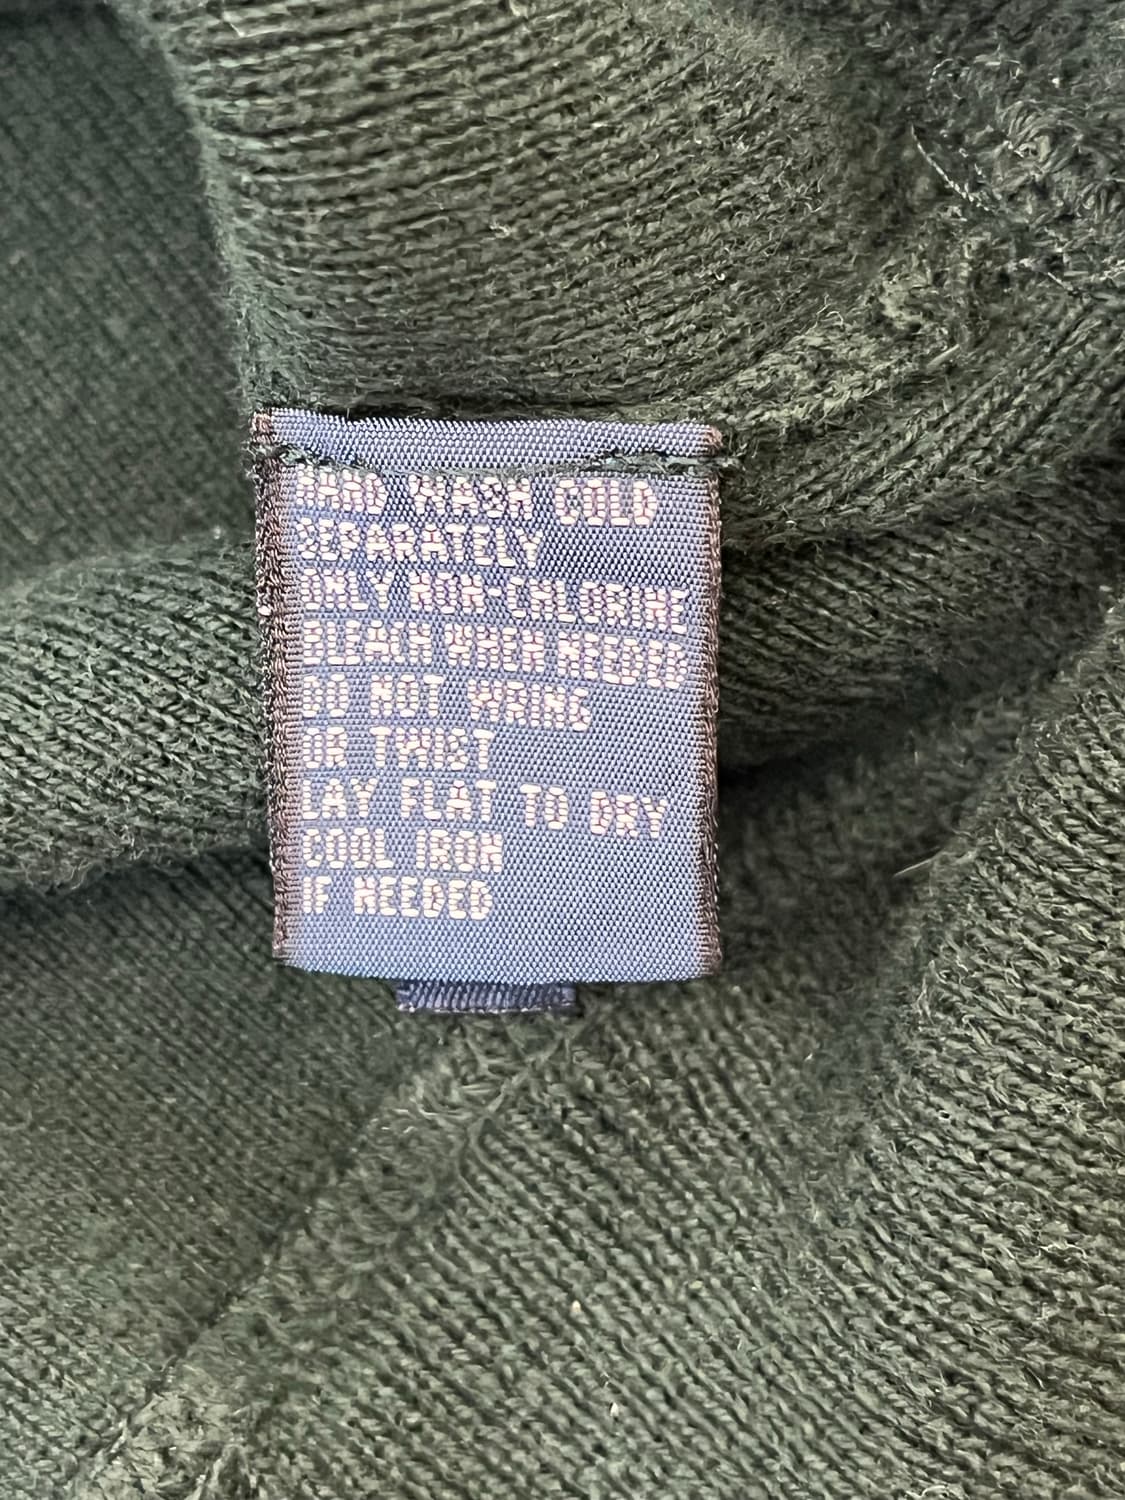 HAND WASH COLD
SEPARATELY
ONLY NON-CHLORINE
BLEACH WHEN NEEDED
DO NOT WRING
OR TWIST
LAY FLAT TO DRY
COOL IRON
IF NEEDED